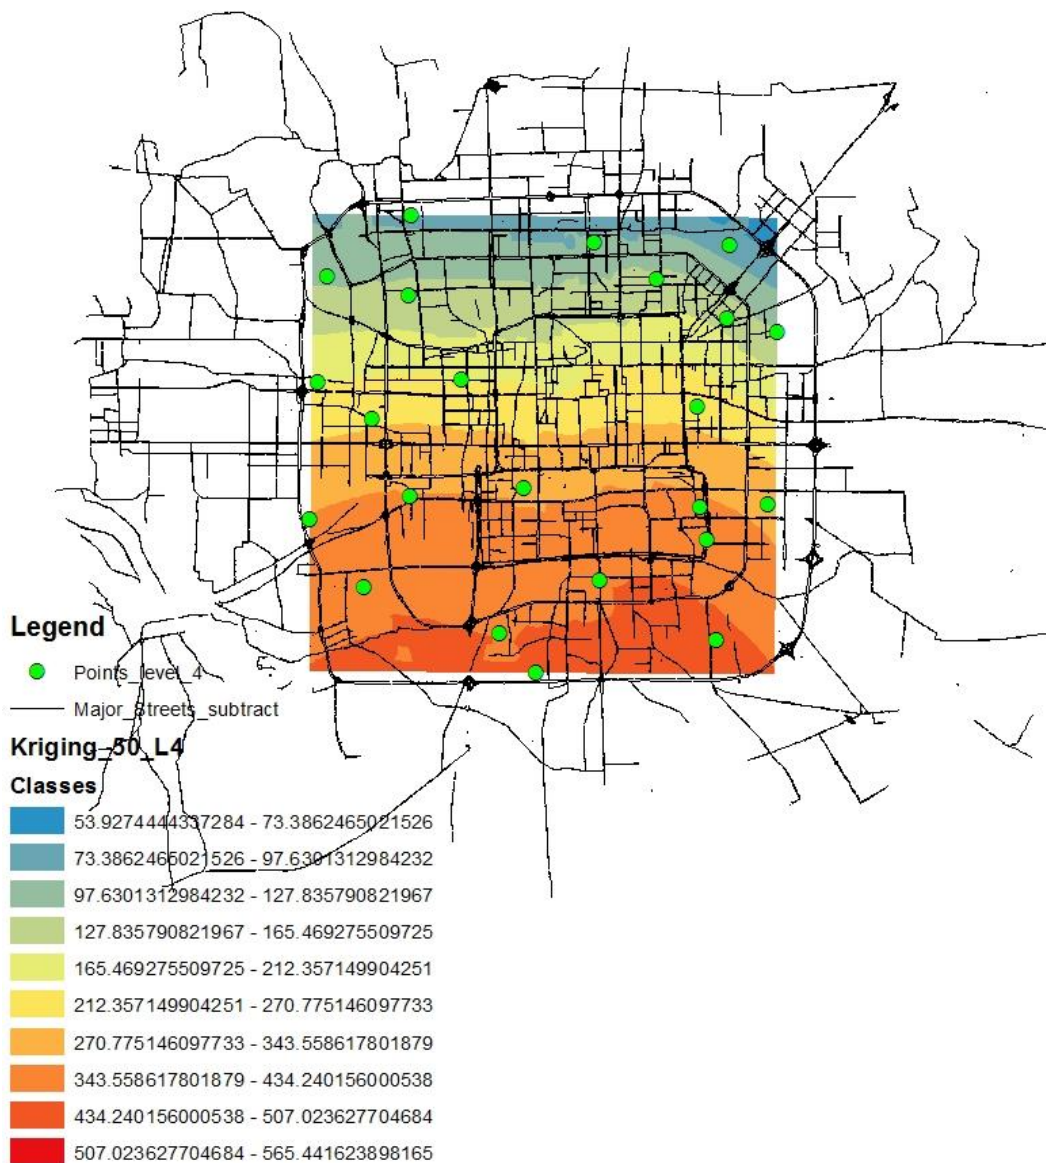 Legend
Points_level_4
Major_Streets_subtract
Kriging_50_L4
Classes
53.9274444337284 - 73.3862465021526
73.3862465021526 - 97.6301312984232
97.6301312984232 - 127.835790821967
127.835790821967 - 165.469275509725
165.469275509725 - 212.357149904251
212.357149904251 - 270.775146097733
270.775146097733 - 343.558617801879
343.558617801879 - 434.240156000538
434.240156000538 - 507.023627704684
507.023627704684 - 565.441623898165